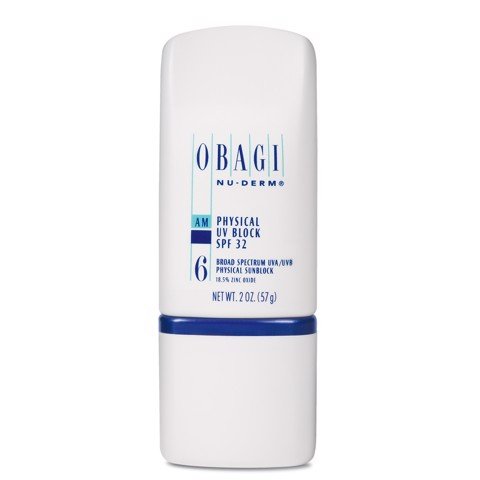 OBAGI
NU-DERM®
AM
PHYSICAL
UV BLOCK
SPF 32
6
BROAD SPECTRUM UVA/UVB
PHYSICAL SUNBLOCK
18.5% ZINC OXIDE
NET WT. 2 OZ. (57g)